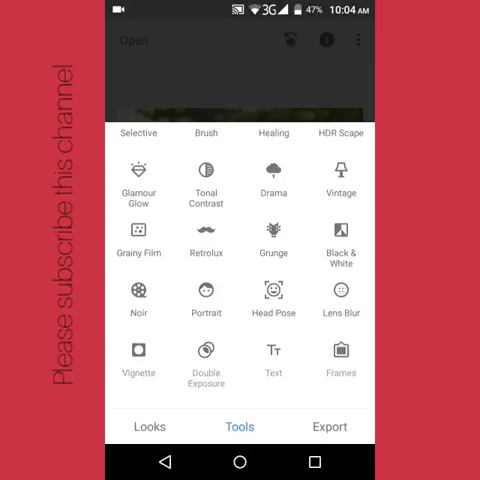 Please subscribe this channel
3G 47% 10:04 AM
Open
Selective Brush Healing HDR Scape
Glamour Tonal Drama Vintage
Glow Contrast
Grainy Film Retrolux Grunge Black &
White
Noir Portrait Head Pose Lens Blur
Vignette Double Text Frames
Exposure
Looks Tools Export